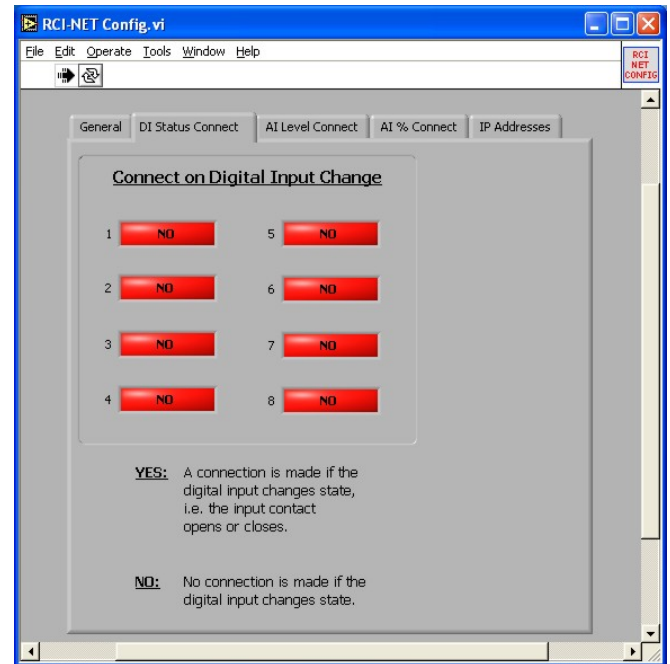 RCI-NET Config.vi
File Edit Operate Tools Window Help
RCI
NET
CONFIG
General DI Status Connect AI Level Connect AI % Connect IP Addresses
Connect on Digital Input Change
1 NO 5 NO
2 NO 6 NO
3 NO 7 NO
4 NO 8 NO
YES: A connection is made if the
digital input changes state,
i.e. the input contact
opens or closes.
NO: No connection is made if the
digital input changes state.